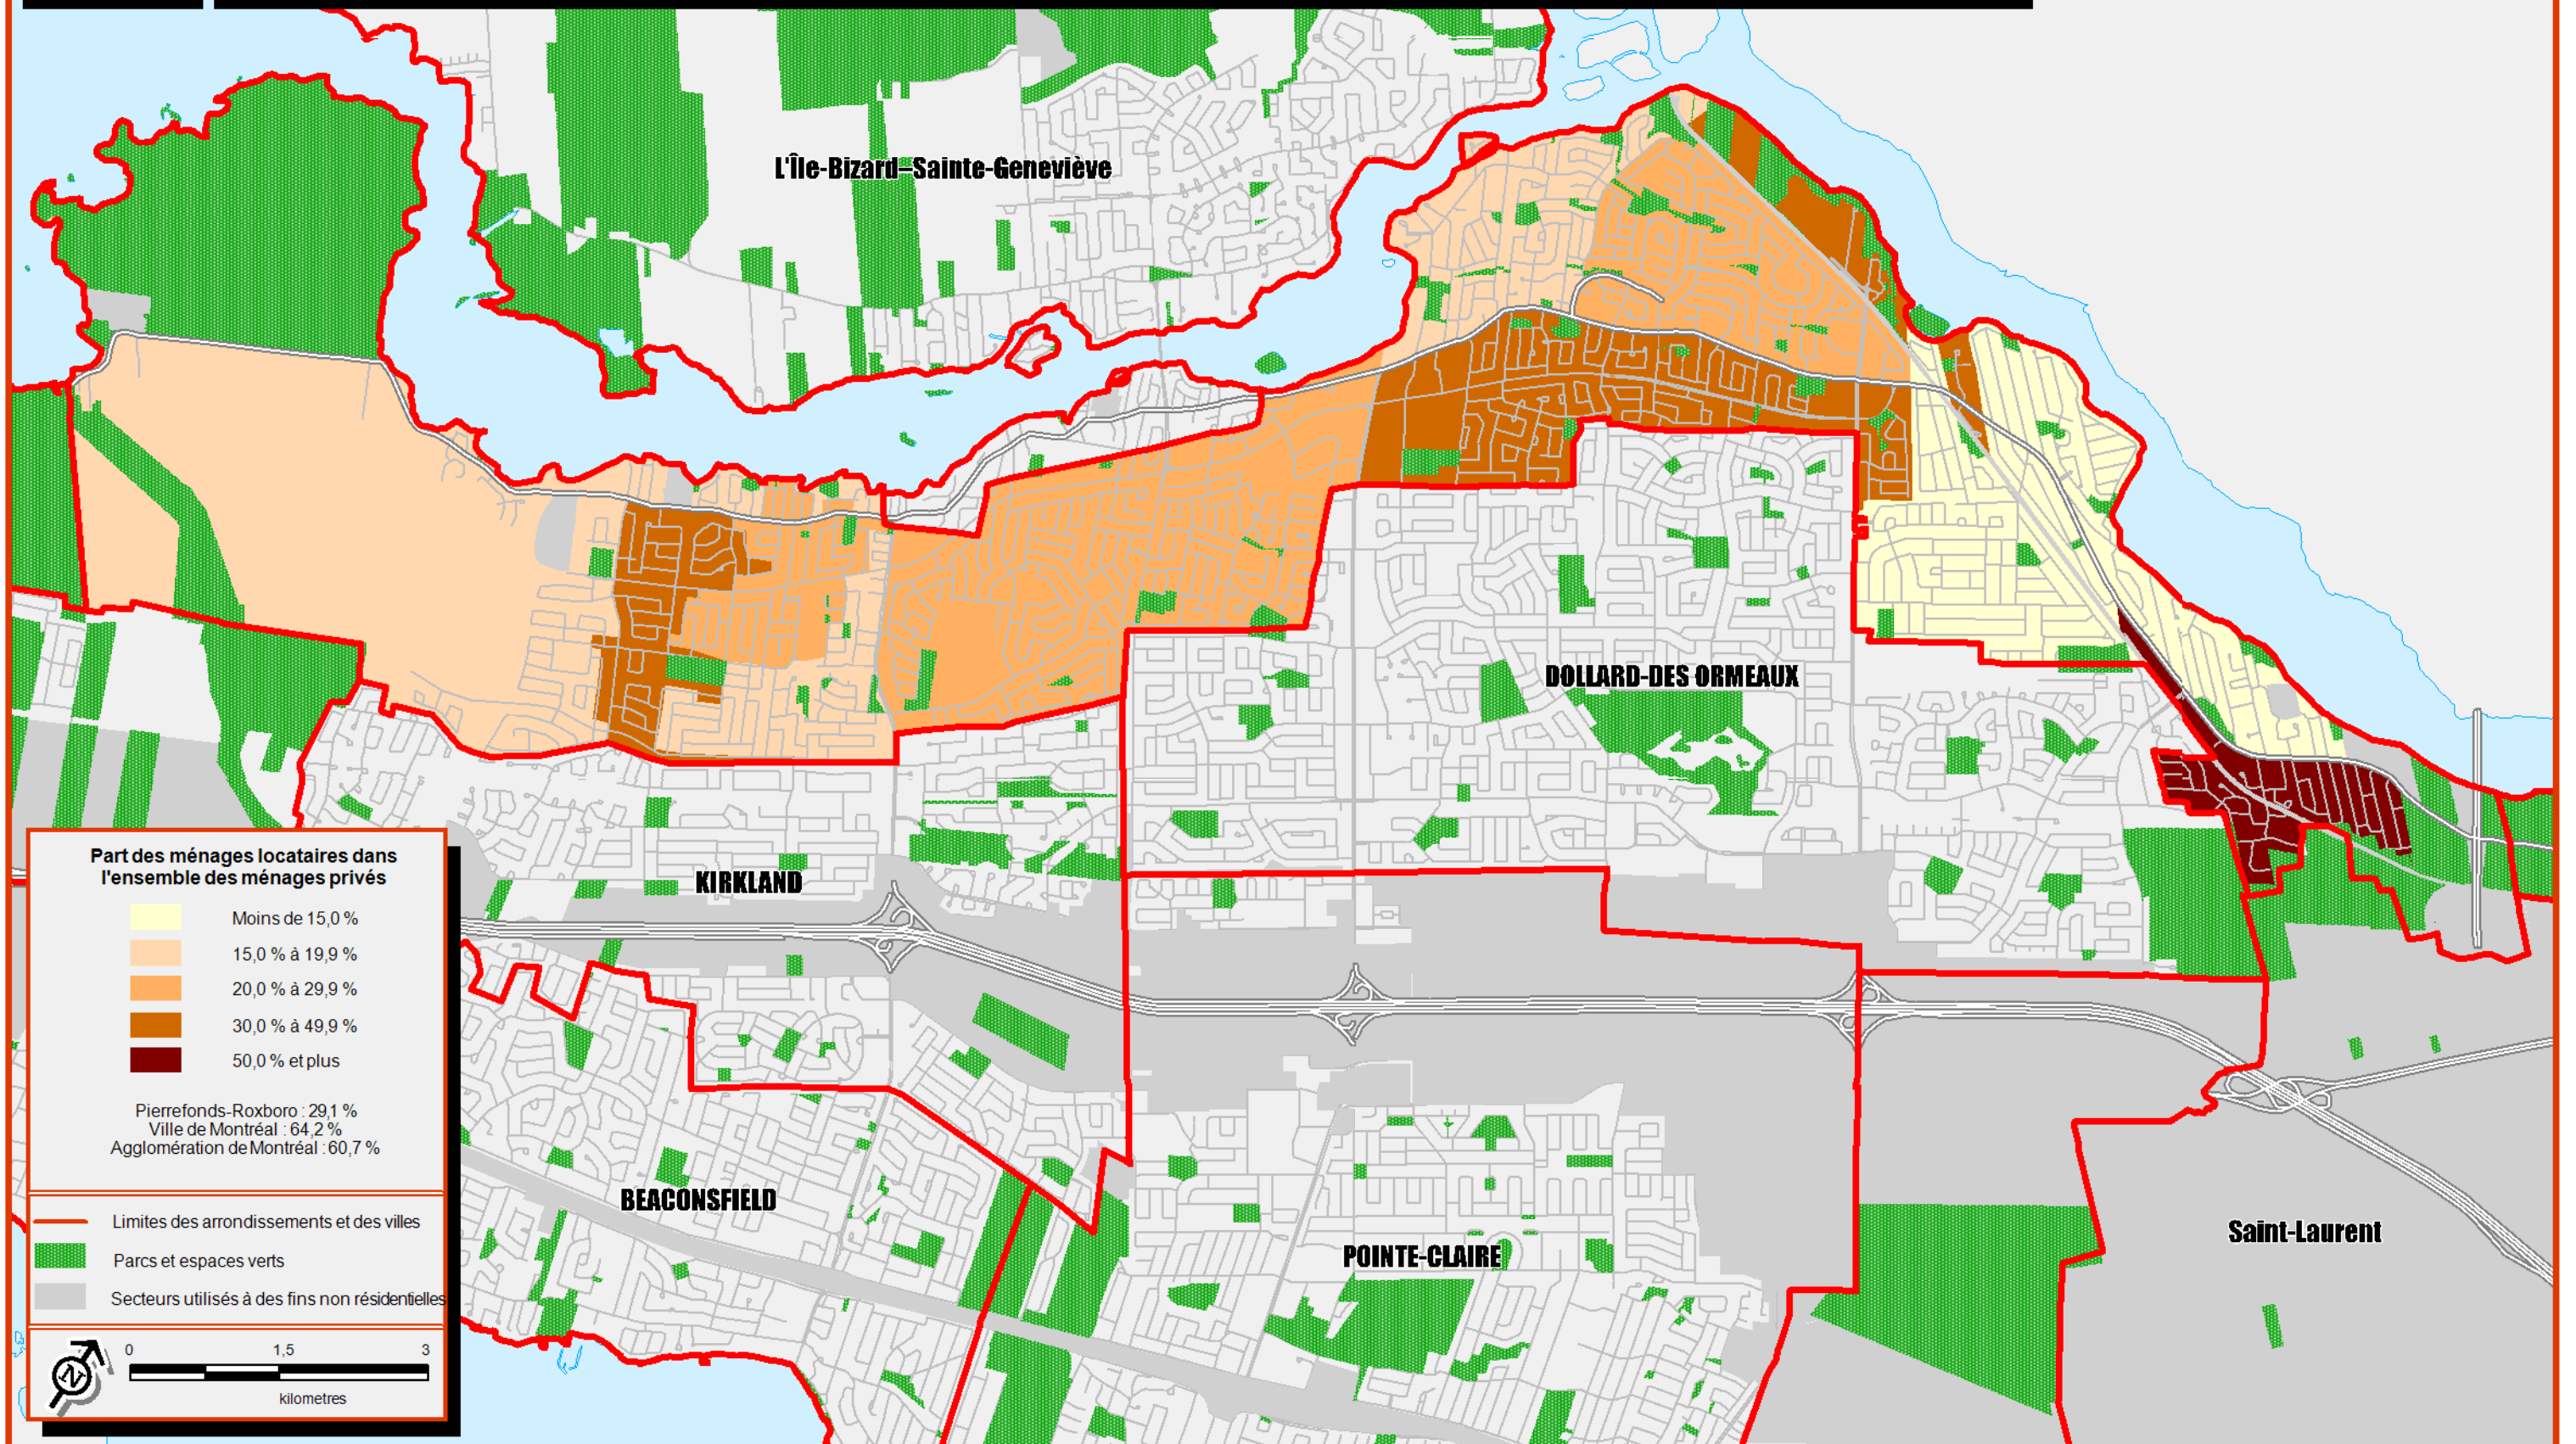 L'Île-Bizard–Sainte-Geneviève
DOLLARD-DES ORMEAUX
KIRKLAND
BEACONSFIELD
POINTE-CLAIRE
Saint-Laurent
Part des ménages locataires dans
l'ensemble des ménages privés
Moins de 15,0 %
15,0 % à 19,9 %
20,0 % à 29,9 %
30,0 % à 49,9 %
50,0 % et plus
Pierrefonds-Roxboro : 29,1 %
Ville de Montréal : 64,2 %
Agglomération de Montréal : 60,7 %
Limites des arrondissements et des villes
Parcs et espaces verts
Secteurs utilisés à des fins non résidentielles
N
0 1,5 3
kilometres